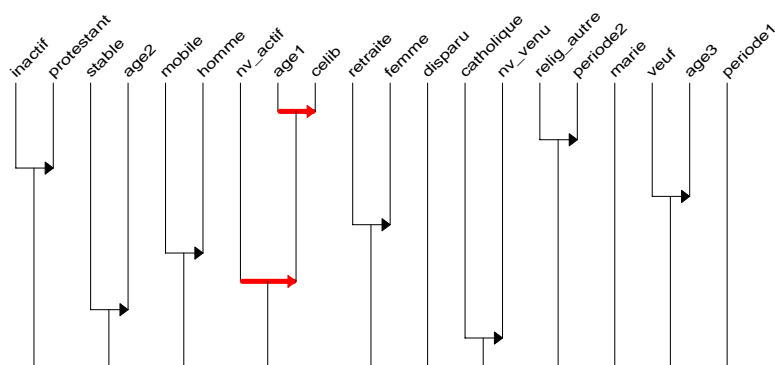 inactif
protestant
stable
age2
mobile
homme
nv_actif
age1
celib
retraite
femme
disparu
catholique
nv_venu
relig_autre
periode2
marie
veuf
age3
periode1